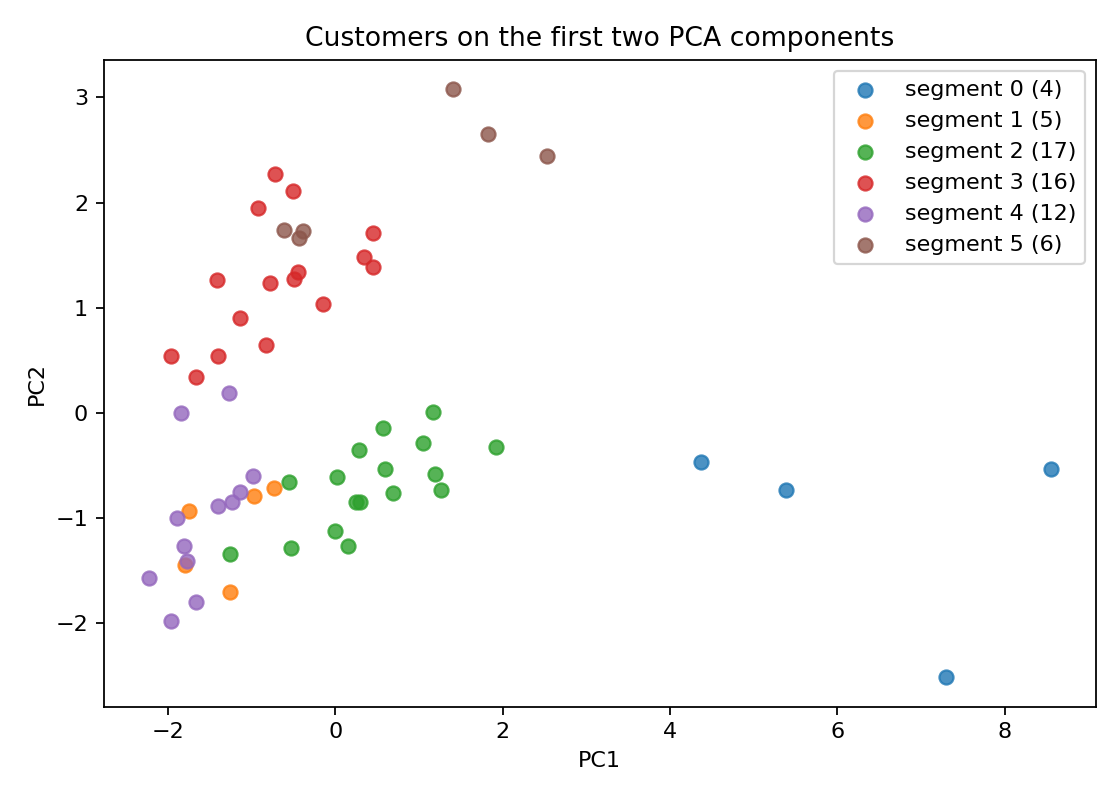 Customers on the first two PCA components
segment 0 (4)
segment 1 (5)
segment 2 (17)
segment 3 (16)
segment 4 (12)
segment 5 (6)
3
2
1
0
−1
−2
PC2
−2
0
2
4
6
8
PC1